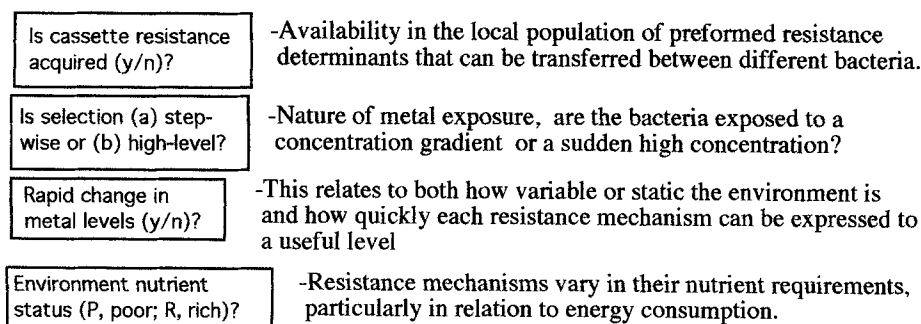 Is cassette resistance
acquired (y/n)?
-Availability in the local population of preformed resistance
determinants that can be transferred between different bacteria.
Is selection (a) step-
wise or (b) high-level?
-Nature of metal exposure, are the bacteria exposed to a
concentration gradient or a sudden high concentration?
Rapid change in
metal levels (y/n)?
-This relates to both how variable or static the environment is
and how quickly each resistance mechanism can be expressed to
a useful level
Environment nutrient
status (P, poor; R, rich)?
-Resistance mechanisms vary in their nutrient requirements,
particularly in relation to energy consumption.